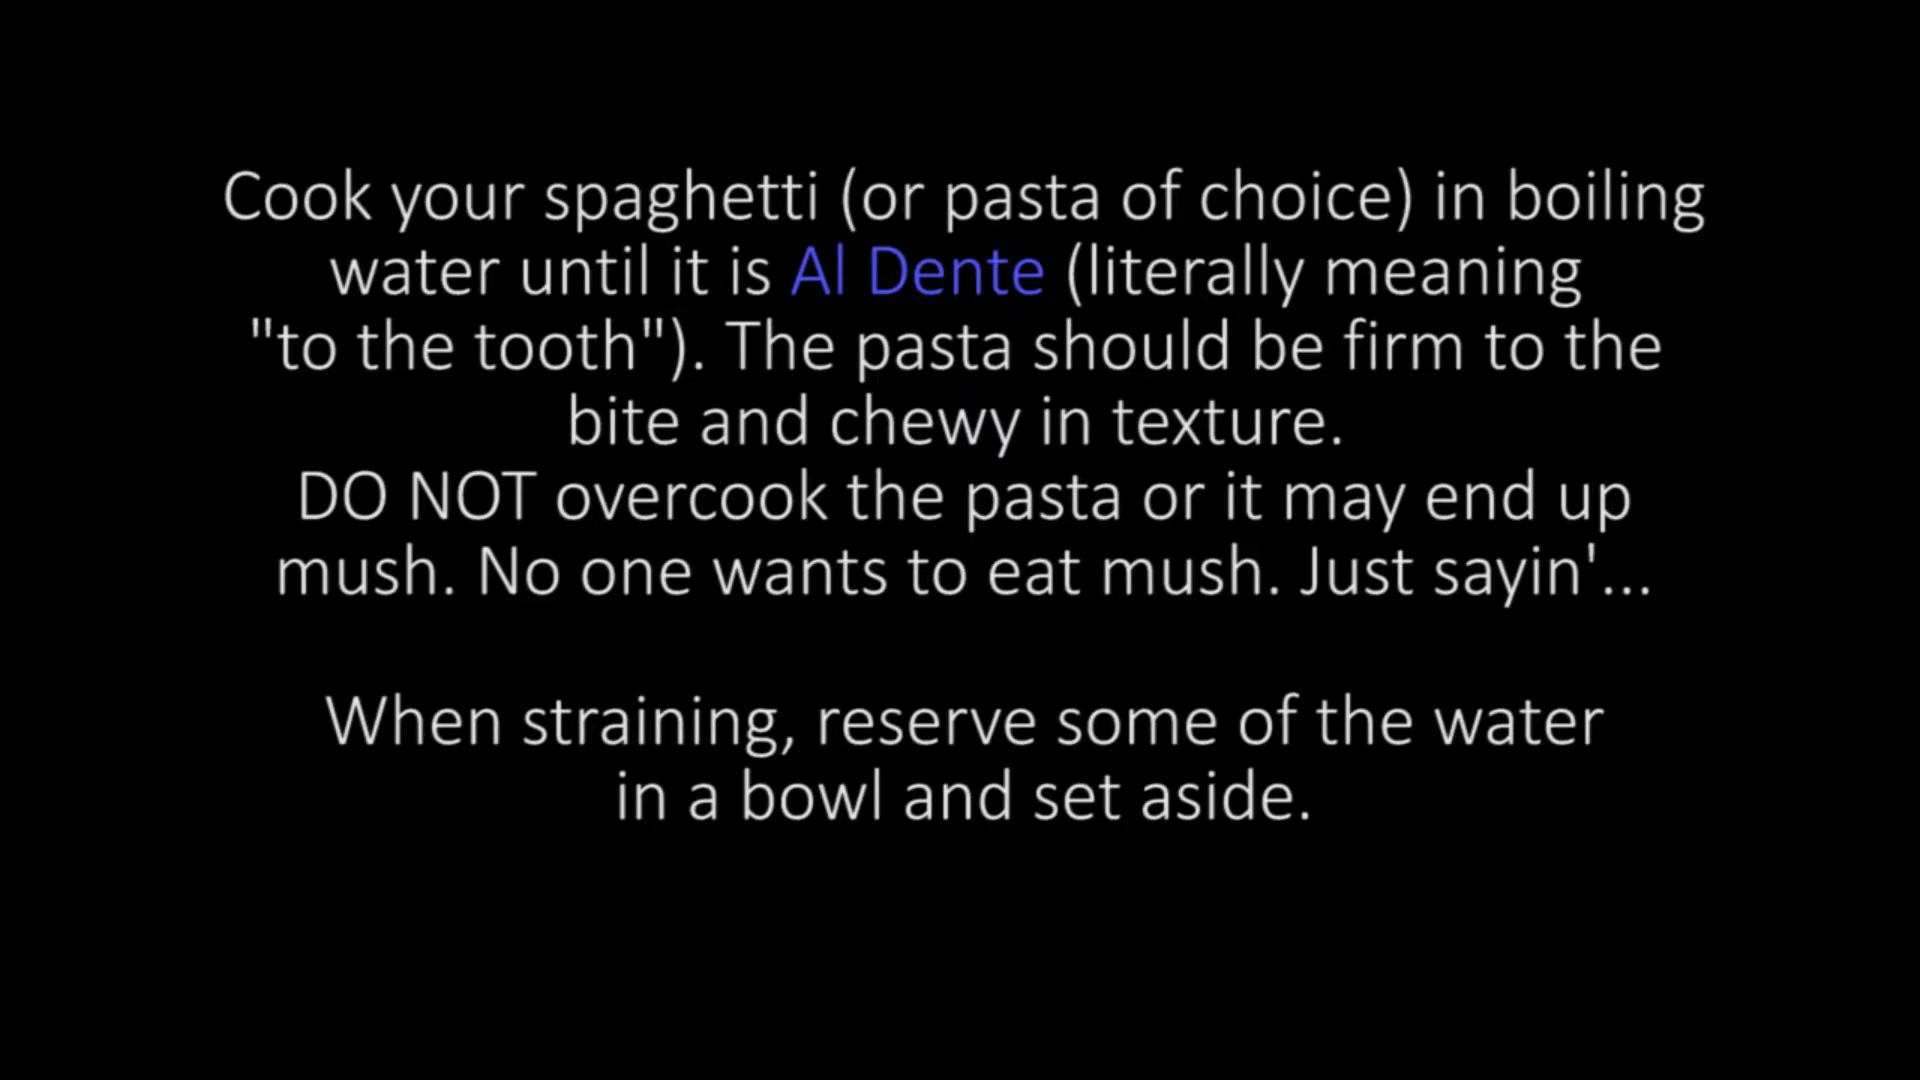 Cook your spaghetti (or pasta of choice) in boiling
water until it is Al Dente (literally meaning
"to the tooth"). The pasta should be firm to the
bite and chewy in texture.
DO NOT overcook the pasta or it may end up
mush. No one wants to eat mush. Just sayin'...
When straining, reserve some of the water
in a bowl and set aside.